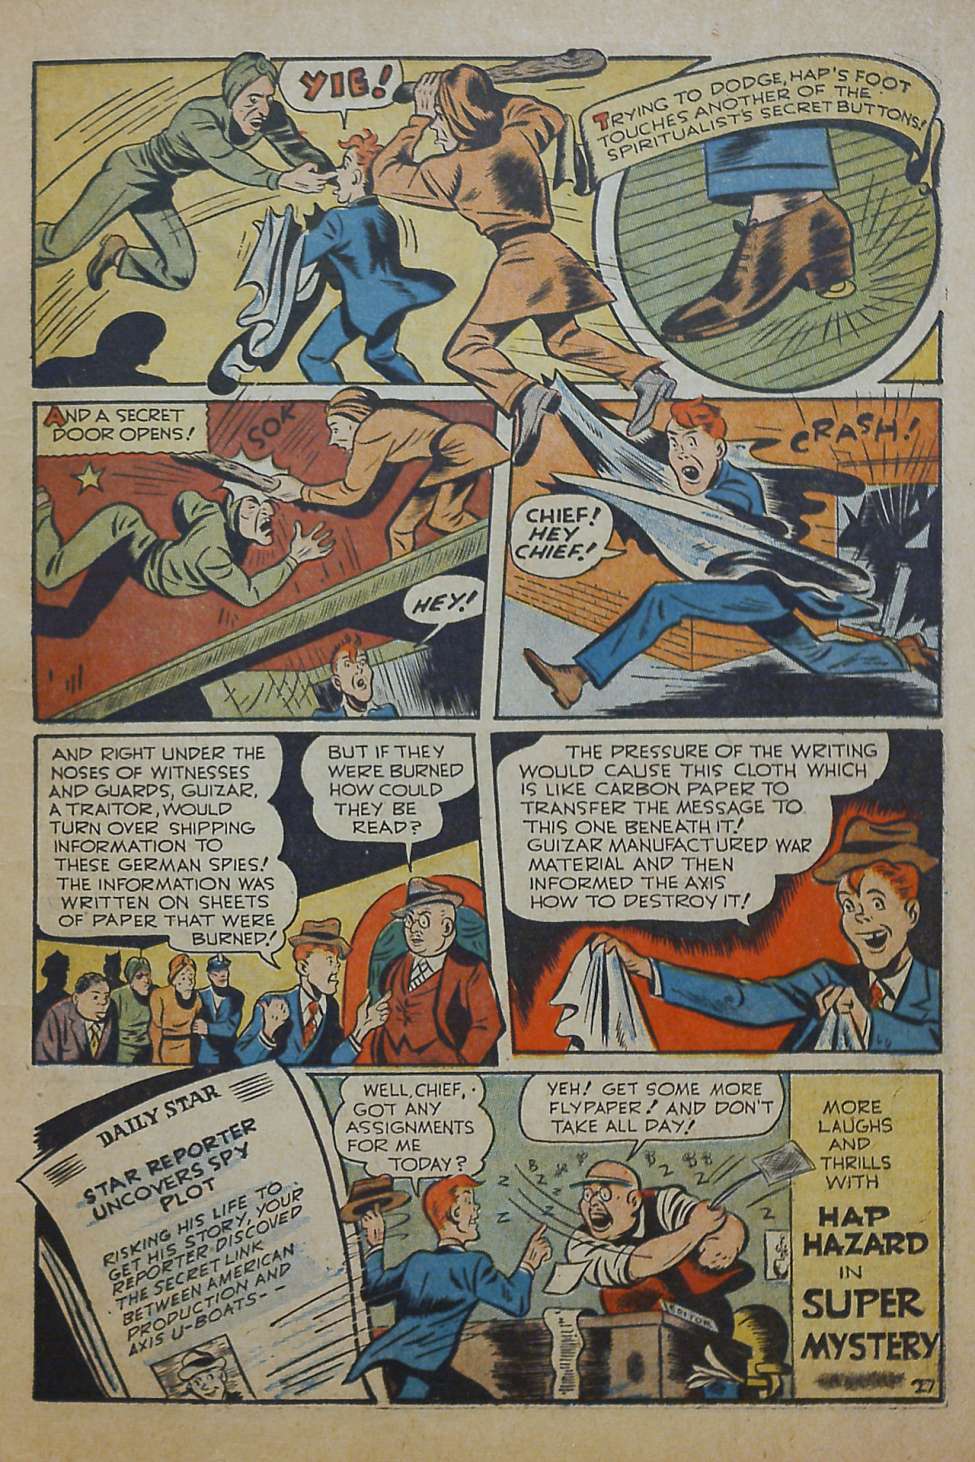 YIE!
TRYING TO DODGE, HAP'S FOOT
TOUCHES ANOTHER OF THE
SPIRITUALIST'S SECRET BUTTONS!
AND A SECRET
DOOR OPENS!
SOK
HEY!
CRASH!
CHIEF!
HEY
CHIEF!
AND RIGHT UNDER THE
NOSES OF WITNESSES
AND GUARDS, GUIZAR,
A TRAITOR, WOULD
TURN OVER SHIPPING
INFORMATION TO
THESE GERMAN SPIES!
THE INFORMATION WAS
WRITTEN ON SHEETS
OF PAPER THAT WERE
BURNED!
BUT IF THEY
WERE BURNED
HOW COULD
THEY BE
READ?
THE PRESSURE OF THE WRITING
WOULD CAUSE THIS CLOTH WHICH
IS LIKE CARBON PAPER TO
TRANSFER THE MESSAGE TO
THIS ONE BENEATH IT!
GUIZAR MANUFACTURED WAR
MATERIAL AND THEN
INFORMED THE AXIS
HOW TO DESTROY IT!
DAILY STAR
STAR REPORTER
UNCOVERS SPY
PLOT
RISKING HIS LIFE TO
GET HIS STORY, YOUR
REPORTER DISCOVERED
THE SECRET LINK
BETWEEN AMERICAN
PRODUCTION AND
AXIS U-BOATS--
WELL, CHIEF,
GOT ANY
ASSIGNMENTS
FOR ME
TODAY?
YEH! GET SOME MORE
FLYPAPER! AND DON'T
TAKE ALL DAY!
EDITOR
MORE
LAUGHS
AND
THRILLS
WITH
HAP
HAZARD
IN
SUPER
MYSTERY
27